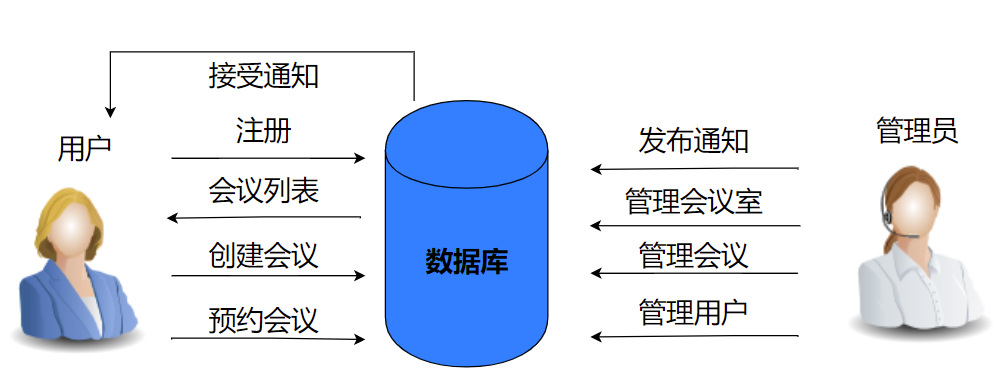 接受通知
用户
注册
会议列表
创建会议
预约会议
数据库
发布通知
管理会议室
管理会议
管理用户
管理员